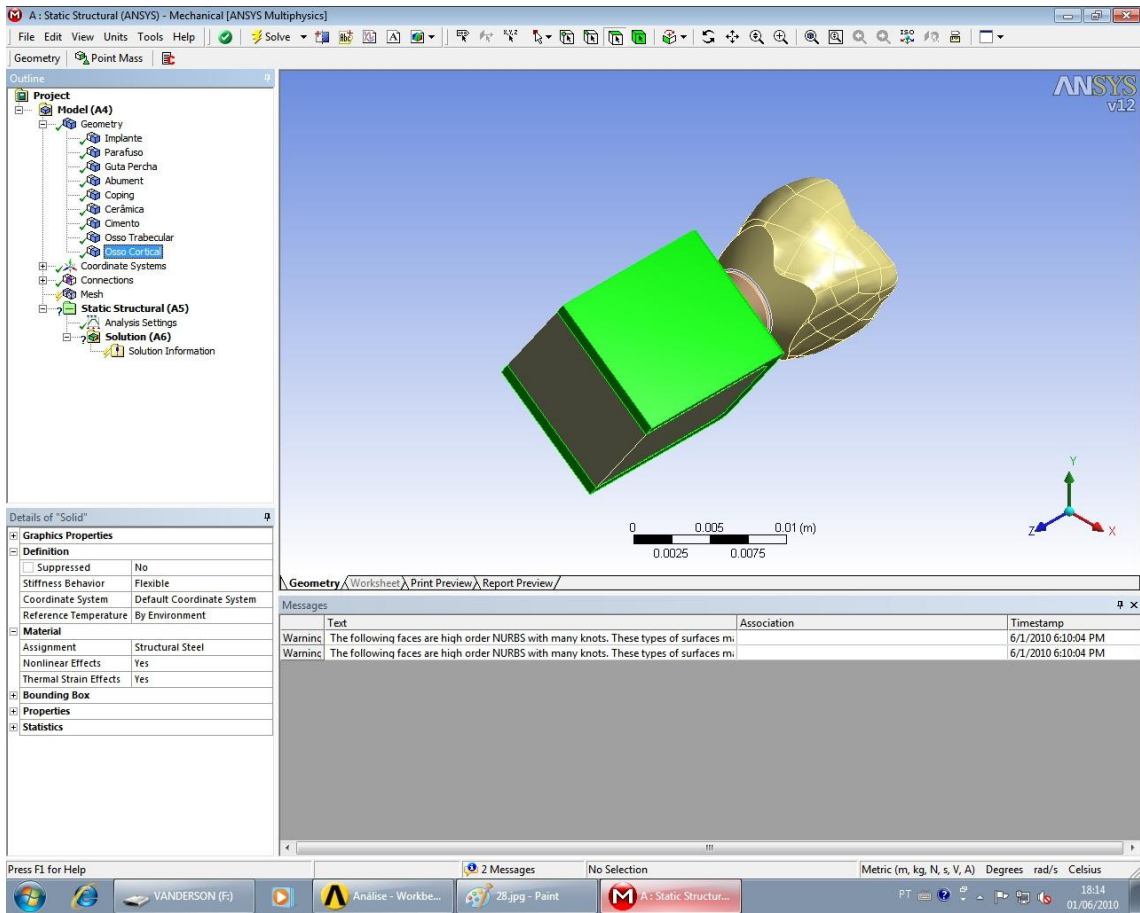 A : Static Structural (ANSYS) - Mechanical [ANSYS Multiphysics]
File Edit View Units Tools Help Solve
Geometry Point Mass
Outline
Project
Model (A4)
Geometry
Implante
Parafuso
Guta Percha
Abument
Coping
Cerâmica
Cimento
Osso Trabecular
Osso Cortical
Coordinate Systems
Connections
Mesh
Static Structural (A5)
Analysis Settings
Solution (A6)
Solution Information
ANSYS
v12
Y
Z X
0 0.005 0.01 (m)
0.0025 0.0075
Geometry Worksheet Print Preview Report Preview
Details of "Solid"
Graphics Properties
Definition
Suppressed No
Stiffness Behavior Flexible
Coordinate System Default Coordinate System
Reference Temperature By Environment
Material
Assignment Structural Steel
Nonlinear Effects Yes
Thermal Strain Effects Yes
Bounding Box
Properties
Statistics
Messages
Text Association Timestamp
Warning The following faces are high order NURBS with many knots. These types of surfaces ma 6/1/2010 6:10:04 PM
Warning The following faces are high order NURBS with many knots. These types of surfaces ma 6/1/2010 6:10:04 PM
Press F1 for Help 2 Messages No Selection Metric (m, kg, N, s, V, A) Degrees rad/s Celsius
VANDERSON (F:) Análise - Workbe... 28.jpg - Paint A : Static Structur... PT 18:14
01/06/2010